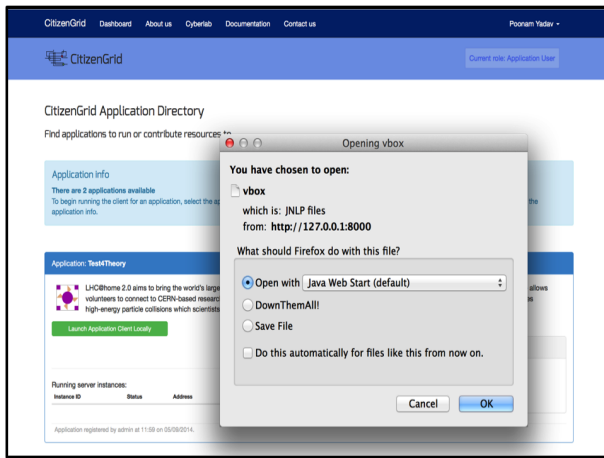 CitizenGrid Dashboard About us Cyberlab Documentation Contact us Poonam Yadav
CitizenGrid Current role: Application User
CitizenGrid Application Directory
Find applications to run or contribute resources to
Opening vbox
You have chosen to open:
vbox
which is: JNLP files
from: http://127.0.0.1:8000
What should Firefox do with this file?
Open with Java Web Start (default)
DownThemAll!
Save File
Do this automatically for files like this from now on.
Cancel OK
Application info
There are 2 applications available
To begin running the client for an application, select the the
application info.
Application: Test4Theory
LHC@home 2.0 aims to bring the world's large allows
volunteers to connect to CERN-based researc
high-energy particle collisions which scientists
Launch Application Client Locally
Running server instances:
Instance ID Status Address
Application registered by admin at 11:59 on 05/09/2014.